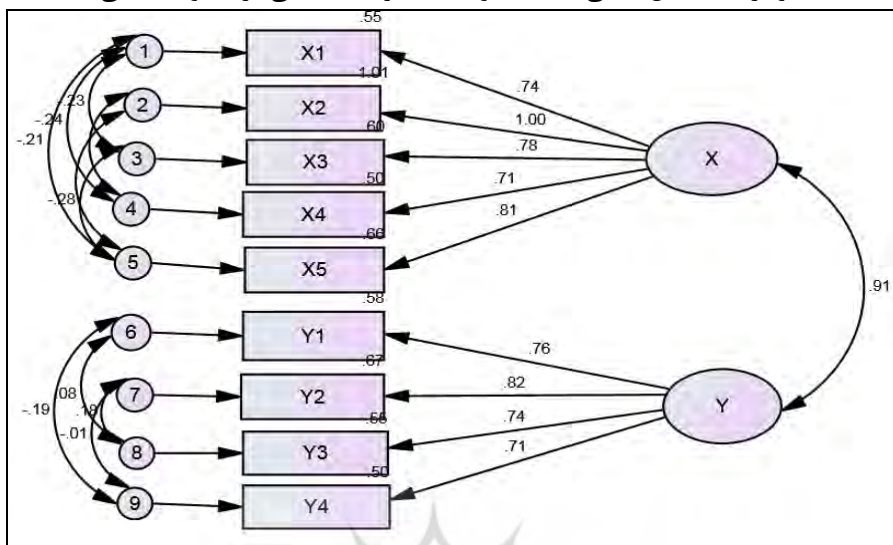 .55
1 X1
1.01
2 X2
.60
3 X3
.50
4 X4
.66
5 X5
.58
6 Y1
.67
7 Y2
8 Y3
.50
9 Y4
-.23
-.24
-.21
-.28
-.19
.08
.18
-.01
.74
1.00
.78
.71
.81
X
.91
.76
.82
.74
.71
Y